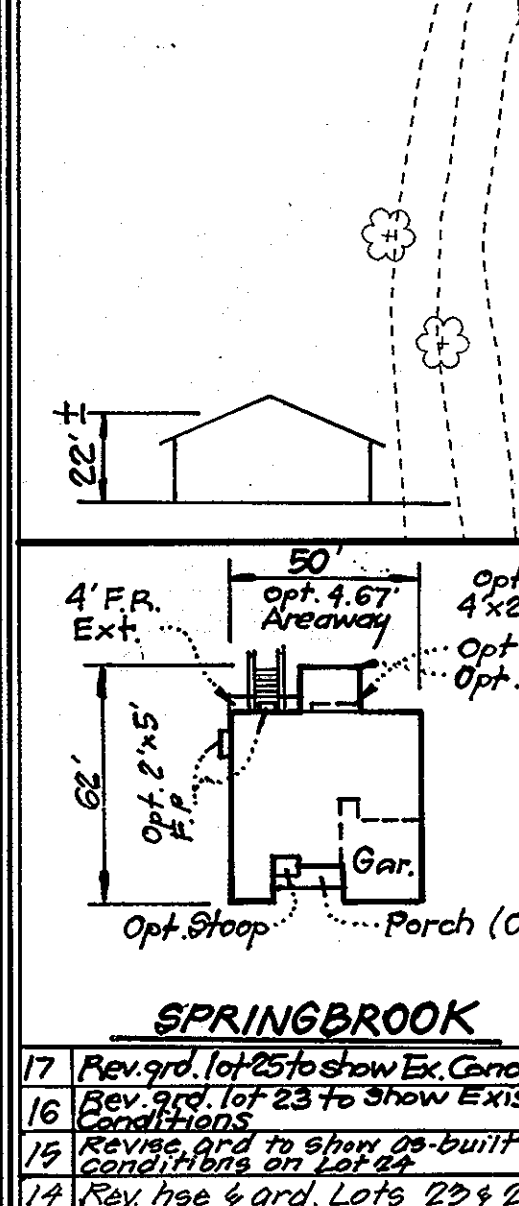 22' ±
50'
Opt. 4.67'
Areaway
4' F.R.
Ext.
Opt
4'x2
Opt
Opt.
62'
Opt. 2'x5'
F.P.
Gar.
Opt. Stoop
Porch (O
SPRINGBROOK
17 Rev. grd. lot 25 to show Ex. Cond
16 Rev. grd. lot 23 to show Exis
Conditions
15 Revise grd to show as-built
conditions on Lot 24
14 Rev. hse & grd. Lots 23 & 2